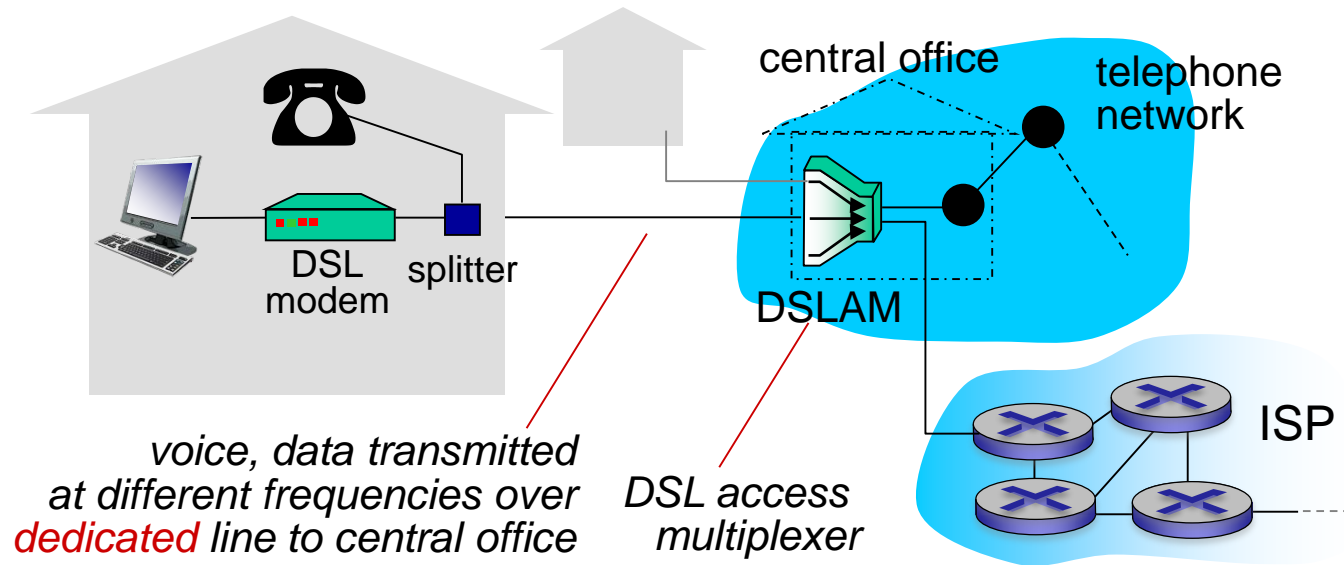 central office
telephone
network
DSL
modem
splitter
DSLAM
ISP
voice, data transmitted
at different frequencies over
dedicated line to central office
DSL access
multiplexer